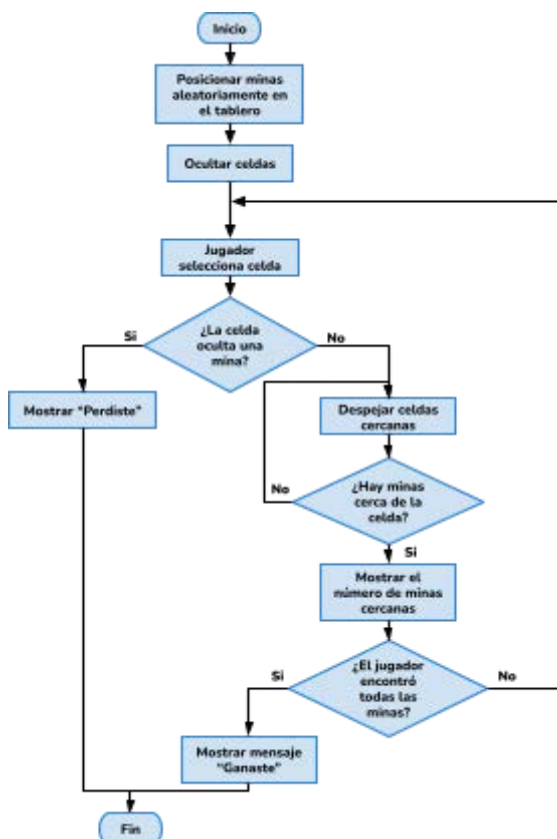 Inicio
Posicionar minas
aleatoriamente en
el tablero
Ocultar celdas
Jugador
selecciona celda
¿La celda
oculta una
mina?
Si
No
Mostrar “Perdiste”
Despejar celdas
cercanas
¿Hay minas
cerca de la
celda?
No
Si
Mostrar el
número de minas
cercanas
¿El jugador
encontró
todas las
minas?
Si
No
Mostrar mensaje
“Ganaste”
Fin